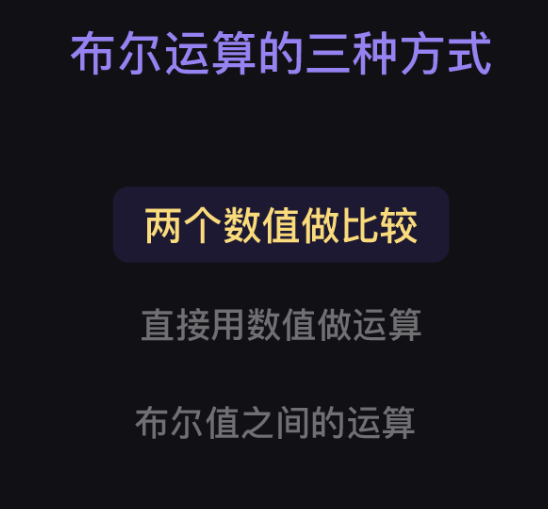 布尔运算的三种方式
两个数值做比较
直接用数值做运算
布尔值之间的运算